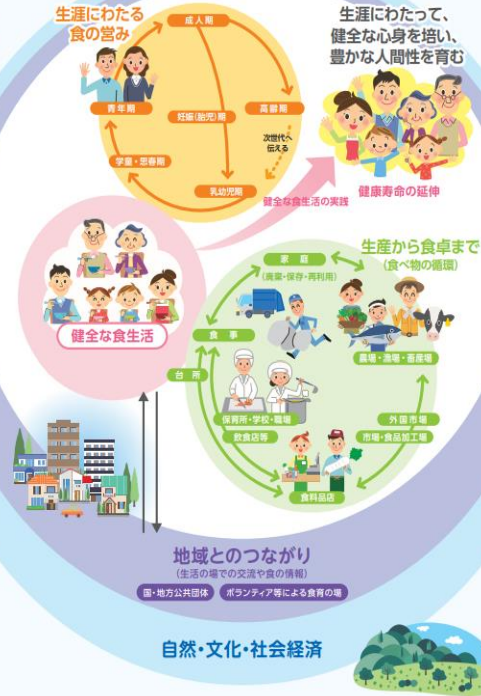 生涯にわたる
食の営み
成人期
青年期
妊娠(胎児)期
高齢期
次世代へ
伝える
学童・思春期
乳幼児期
生涯にわたって、
健全な心身を培い、
豊かな人間性を育む
健康寿命の延伸
健全な食生活の実践
健全な食生活
生産から食卓まで
(食べ物の循環)
家庭
(廃棄・保存・再利用)
食事
台所
農場・漁場・畜産場
保育所・学校・職場
飲食店等
外国市場
市場・食品加工場
食料品店
地域とのつながり
(生活の場での交流や食の情報)
国・地方公共団体
ボランティア等による食育の場
自然・文化・社会経済